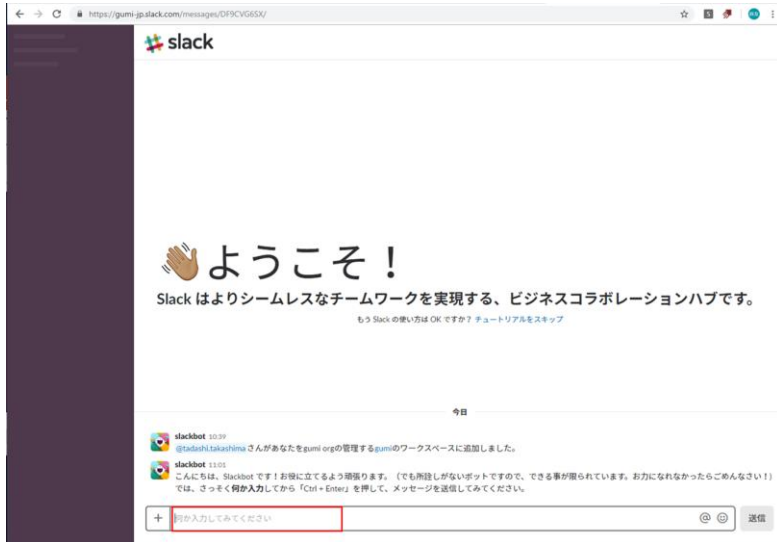 https://gumi-jp.slack.com/messages/DF9CVG6SX/
slack
ようこそ！
Slack はよりシームレスなチームワークを実現する、ビジネスコラボレーションハブです。
もう Slack の使い方は OK ですか？ チュートリアルをスキップ
今日
slackbot 10:39
@tadashi.takashima さんがあなたをgumi orgの管理するgumiのワークスペースに追加しました。
slackbot 11:01
こんにちは、Slackbot です！お役に立てるよう頑張ります。（でも所詮しがないボットですので、できる事が限られています。お力になれなかったらごめんなさい！）
では、さっそく何か入力してから「Ctrl + Enter」を押して、メッセージを送信してみてください。
何か入力してみてください
送信